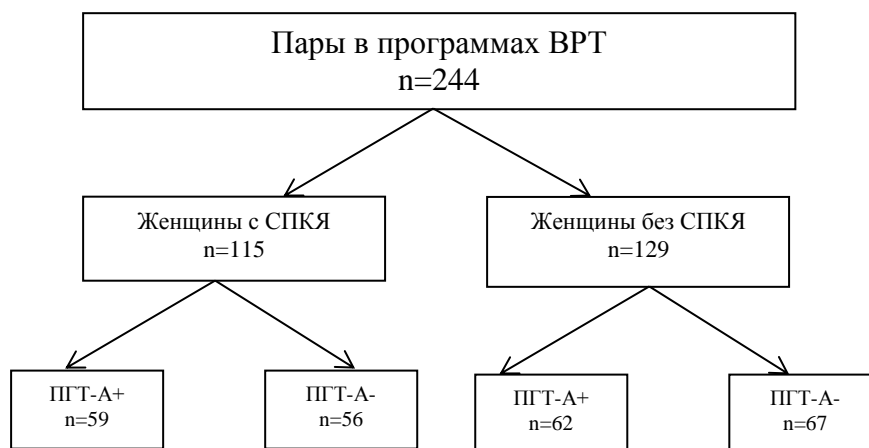 Пары в программах ВРТ
n=244
Женщины с СПКЯ
n=115
Женщины без СПКЯ
n=129
ПГТ-А+
n=59
ПГТ-А-
n=56
ПГТ-А+
n=62
ПГТ-А-
n=67